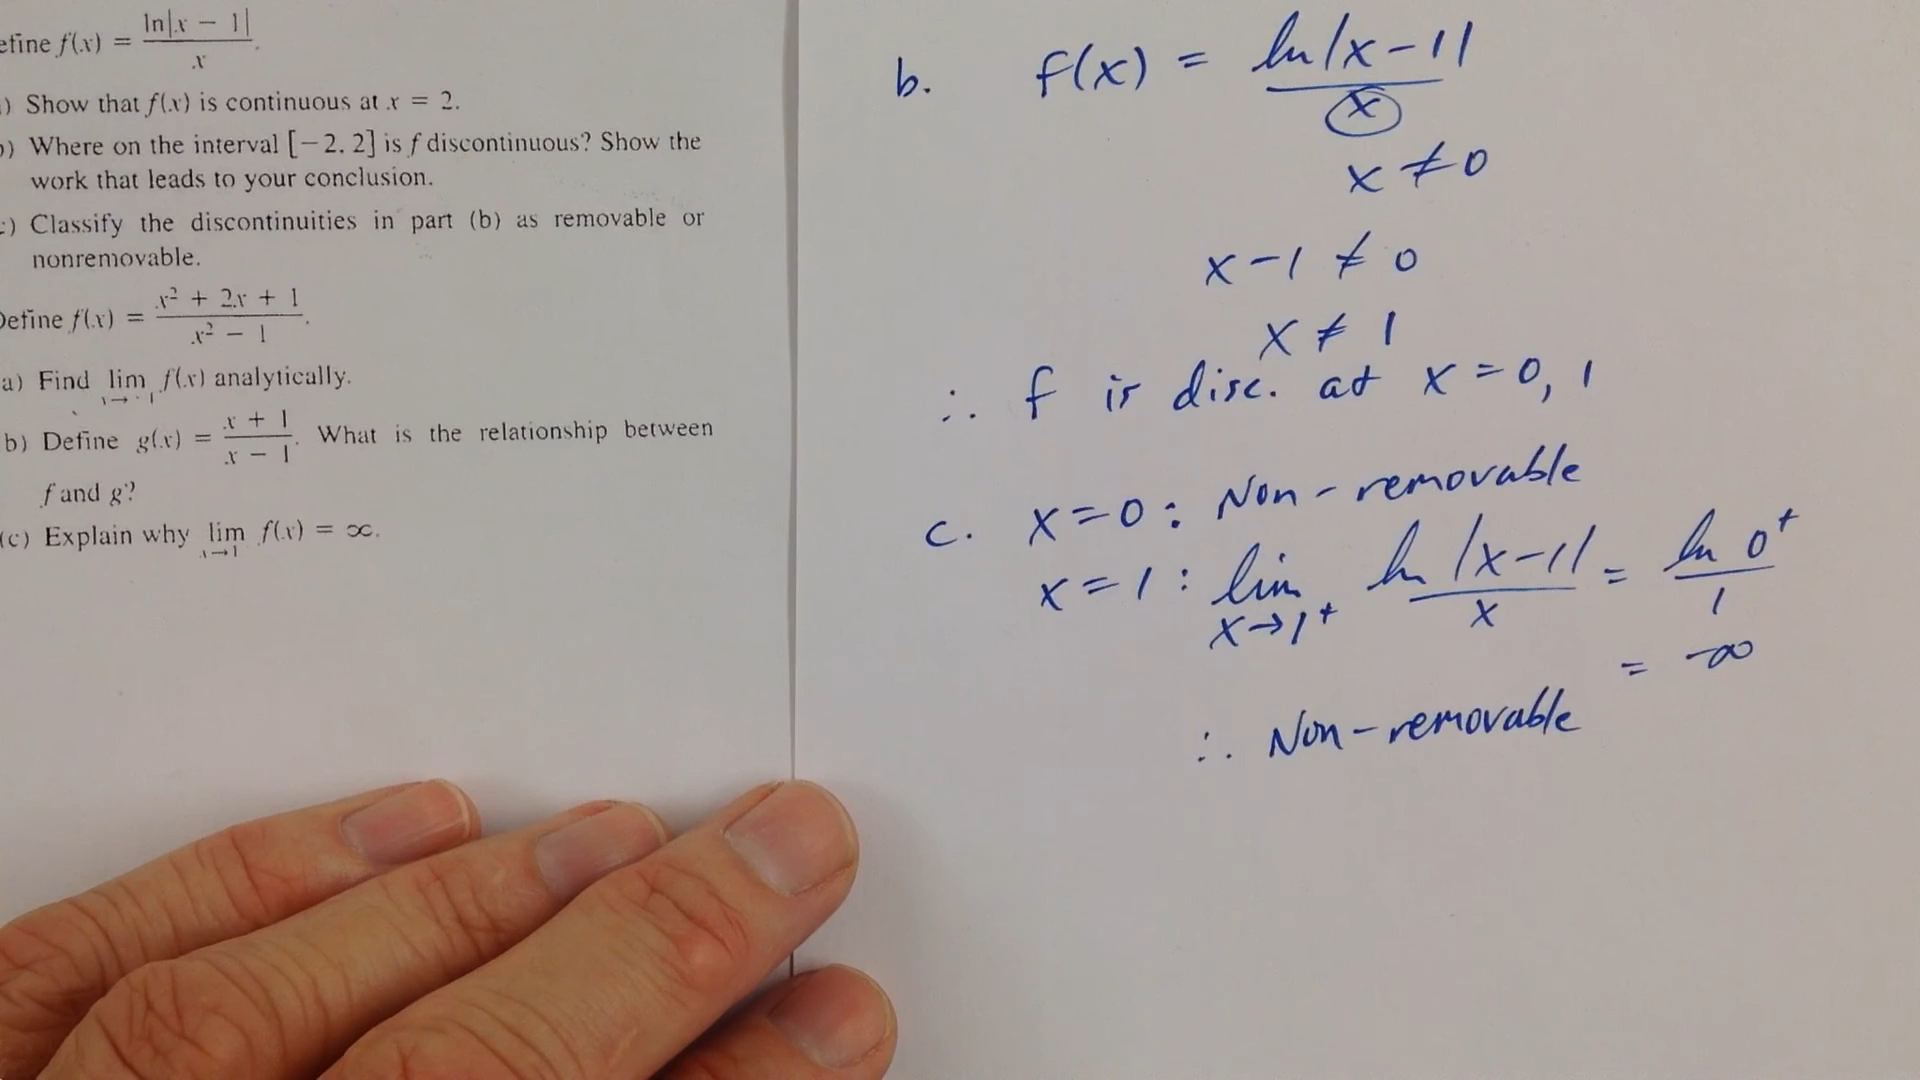 efine f(x) = ln|x − 1| / x.
) Show that f(x) is continuous at x = 2.
) Where on the interval [−2, 2] is f discontinuous? Show the
work that leads to your conclusion.
:) Classify the discontinuities in part (b) as removable or
nonremovable.
Define f(x) = x² + 2x + 1 / x² − 1.
a) Find lim x→−1 f(x) analytically.
b) Define g(x) = x + 1 / x − 1. What is the relationship between
f and g?
(c) Explain why lim x→1 f(x) = ∞.
b. f(x) = ln|x−1| / x
x ≠ 0
x−1 ≠ 0
x ≠ 1
∴ f is disc. at x = 0, 1
c. x=0: Non-removable
x=1: lim x→1⁺ ln|x−1| / x = ln 0⁺ / 1
= −∞
∴ Non-removable